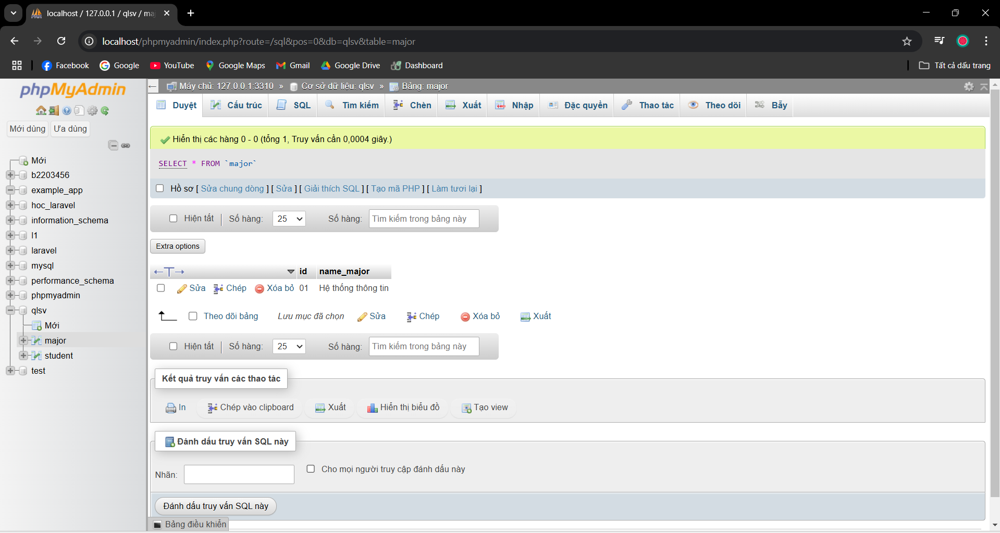 localhost / 127.0.0.1 / qlsv / ma
localhost/phpmyadmin/index.php?route=/sql&pos=0&db=qlsv&table=major
Facebook Google YouTube Google Maps Gmail Google Drive Dashboard Tất cả dấu trang
phpMyAdmin
Mới dùng Ưa dùng
Mới
b2203456
example_app
hoc_laravel
information_schema
l1
laravel
mysql
performance_schema
phpmyadmin
qlsv
Mới
major
student
test
Máy chủ: 127.0.0.1:3310 » Cơ sở dữ liệu: qlsv » Bảng: major
Duyệt Cấu trúc SQL Tìm kiếm Chèn Xuất Nhập Đặc quyền Thao tác Theo dõi Bẫy
Hiển thị các hàng 0 - 0 (tổng 1, Truy vấn cần 0,0004 giây.)
SELECT * FROM `major`
Hồ sơ [ Sửa chung dòng ] [ Sửa ] [ Giải thích SQL ] [ Tạo mã PHP ] [ Làm tươi lại ]
Hiện tất Số hàng: 25 Số hàng: Tìm kiếm trong bảng này
Extra options
←T→ id name_major
Sửa Chép Xóa bỏ 01 Hệ thống thông tin
Theo dõi bảng Lưu mục đã chọn Sửa Chép Xóa bỏ Xuất
Hiện tất Số hàng: 25 Số hàng: Tìm kiếm trong bảng này
Kết quả truy vấn các thao tác
In Chép vào clipboard Xuất Hiển thị biểu đồ Tạo view
Đánh dấu truy vấn SQL này
Nhãn: Cho mọi người truy cập đánh dấu này
Đánh dấu truy vấn SQL này
Bảng điều khiển